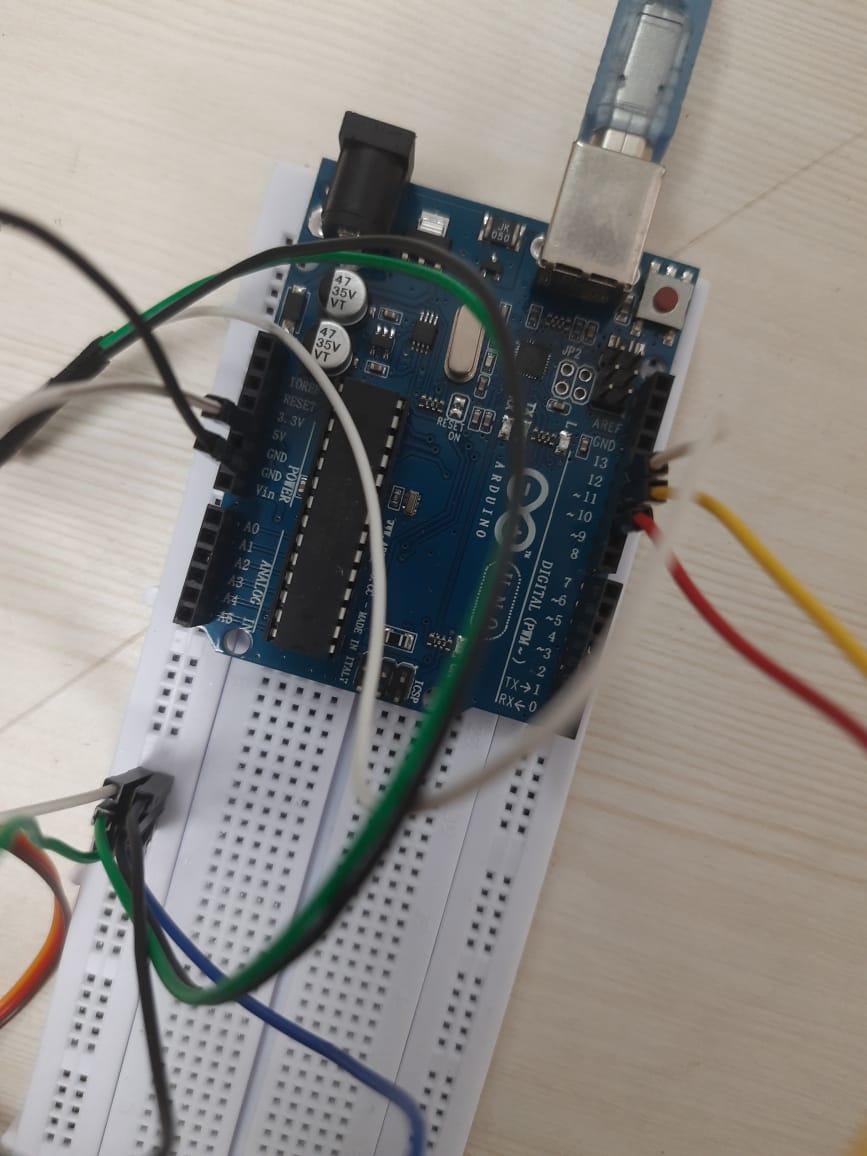 JK
050
47
35V
VT
47
35V
VT
JP2
RESET
3.3V
5V
GND
GND
Vin
POWER
RESET
ON
L
ARDUINO
AREF
GND
13
12
~11
~10
~9
8
7
~6
~5
4
~3
2
TX→1
RX←0
DIGITAL (PWM~)
A0
A1
A2
A3
A4
ANALOG IN
MADE IN ITALY
ICSP